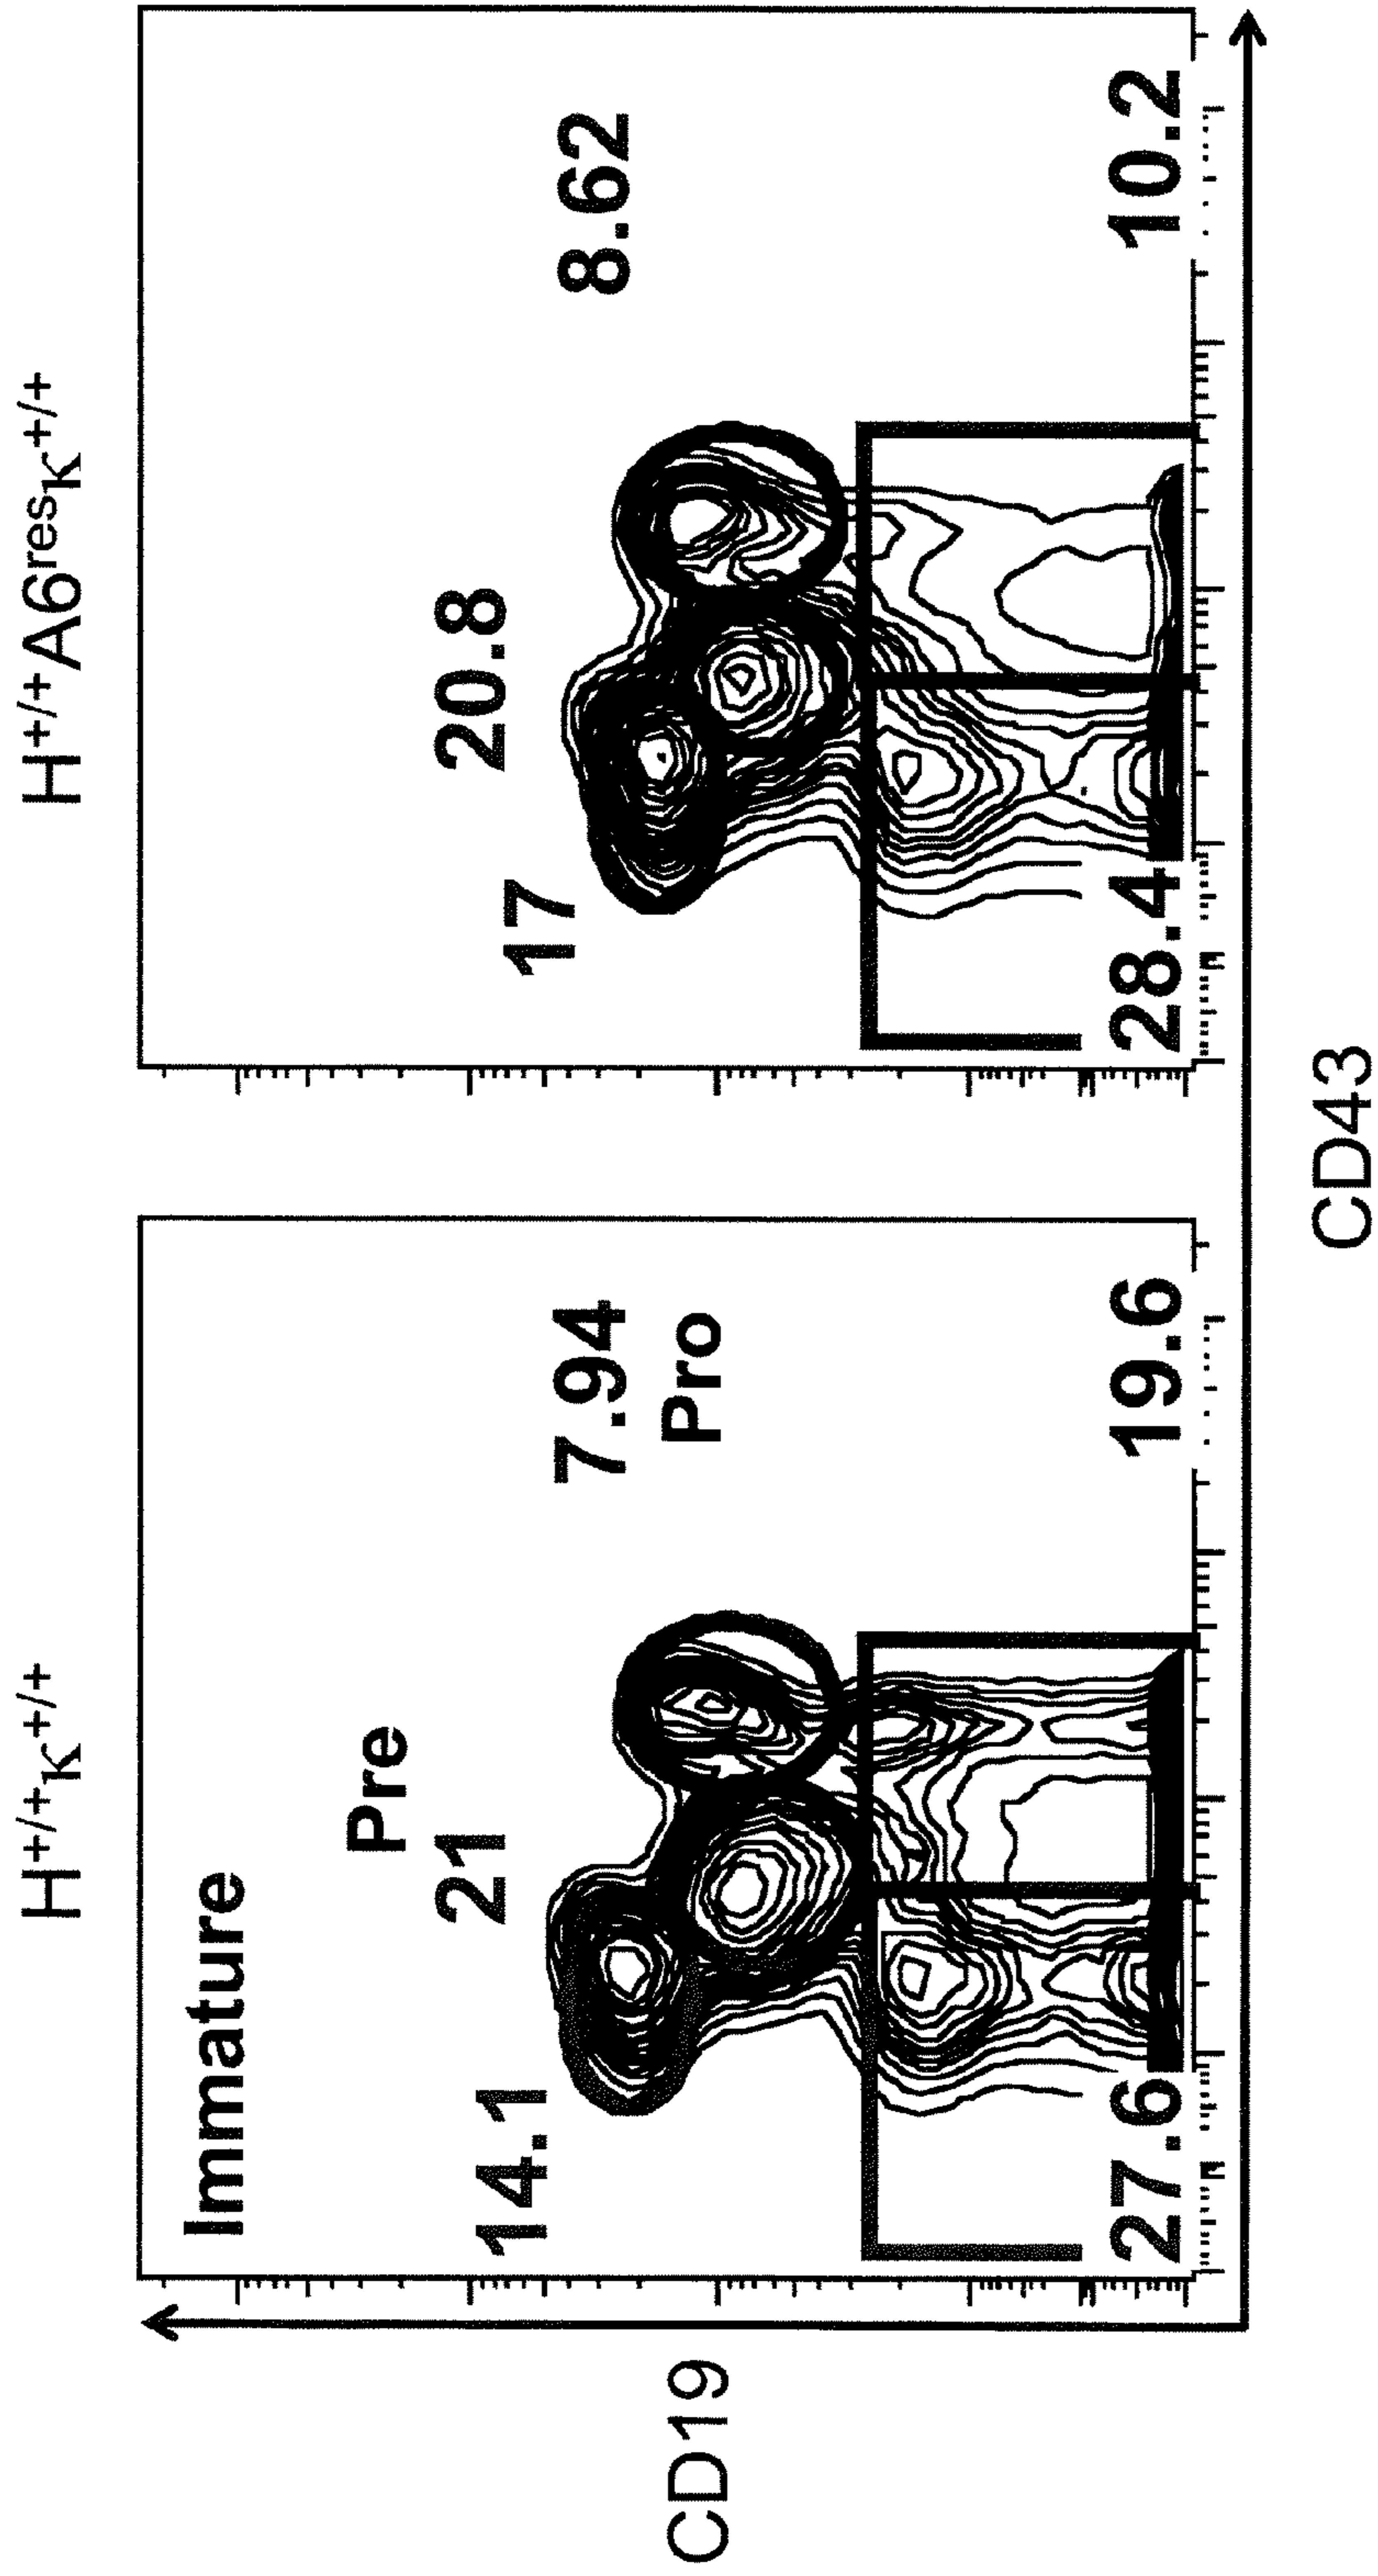 H+/+κ+/+
H+/+A6resκ+/+
Immature
Pre
14.1
21
7.94
Pro
27.6
19.6
20.8
17
8.62
28.4
10.2
CD19
CD43